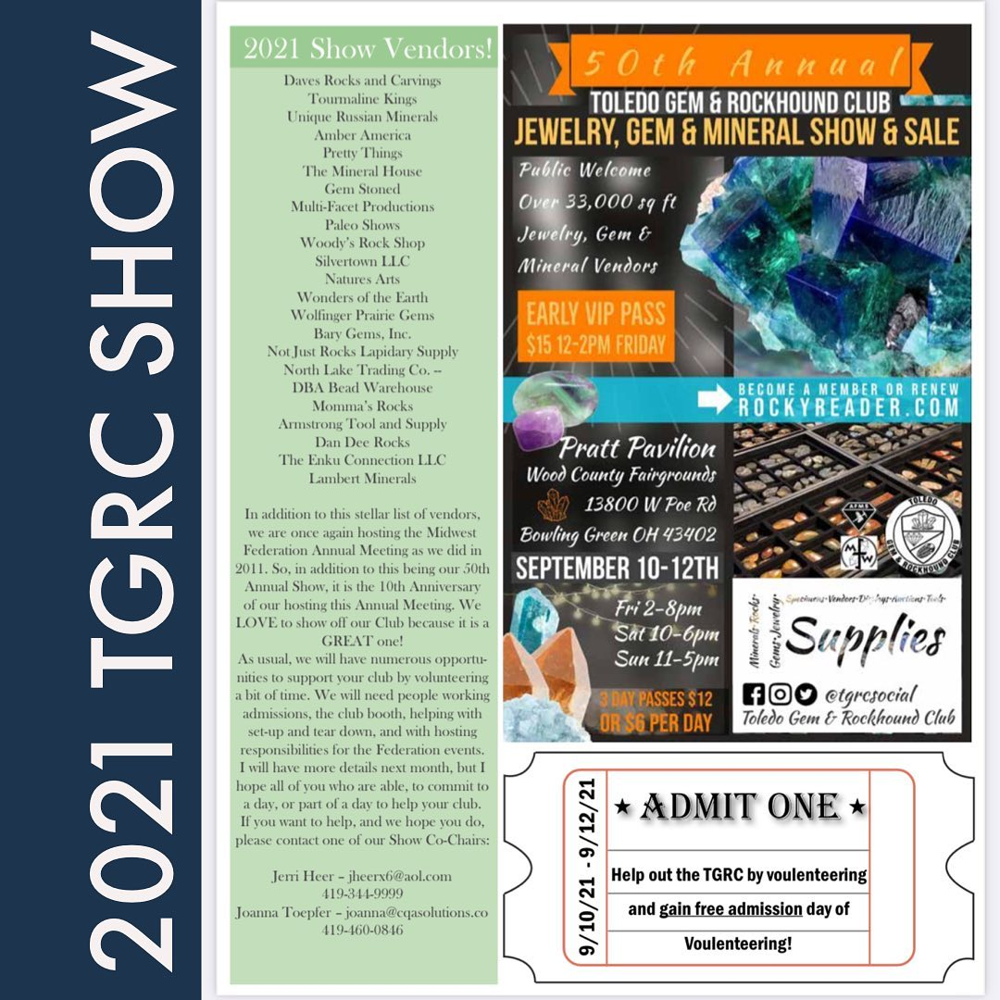 2021 TGRC SHOW
2021 Show Vendors!
Daves Rocks and Carvings
Tourmaline Kings
Unique Russian Minerals
Amber America
Pretty Things
The Mineral House
Gem Stoned
Multi-Facet Productions
Paleo Shows
Woody's Rock Shop
Silvertown LLC
Natures Arts
Wonders of the Earth
Wolfinger Prairie Gems
Bary Gems, Inc.
Not Just Rocks Lapidary Supply
North Lake Trading Co. --
DBA Bead Warehouse
Momma's Rocks
Armstrong Tool and Supply
Dan Dee Rocks
The Enku Connection LLC
Lambert Minerals
In addition to this stellar list of vendors,
we are once again hosting the Midwest
Federation Annual Meeting as we did in
2011. So, in addition to this being our 50th
Annual Show, it is the 10th Anniversary
of our hosting this Annual Meeting. We
LOVE to show off our Club because it is a
GREAT one!
As usual, we will have numerous opportu-
nities to support your club by volunteering
a bit of time. We will need people working
admissions, the club booth, helping with
set-up and tear down, and with hosting
responsibilities for the Federation events.
I will have more details next month, but I
hope all of you who are able, to commit to
a day, or part of a day to help your club.
If you want to help, and we hope you do,
please contact one of our Show Co-Chairs:
Jerri Heer – jheerx6@aol.com
419-344-9999
Joanna Toepfer – joanna@cqasolutions.co
419-460-0846
50th Annual
TOLEDO GEM & ROCKHOUND CLUB
JEWELRY, GEM & MINERAL SHOW & SALE
Public Welcome
Over 33,000 sq ft
Jewelry, Gem &
Mineral Vendors
EARLY VIP PASS
$15 12-2PM FRIDAY
BECOME A MEMBER OR RENEW
ROCKYREADER.COM
Pratt Pavilion
Wood County Fairgrounds
13800 W Poe Rd
Bowling Green OH 43402
SEPTEMBER 10-12TH
Fri 2-8pm
Sat 10-6pm
Sun 11-5pm
3 DAY PASSES $12
OR $6 PER DAY
AFMS
MWF
TOLEDO
GEM & ROCKHOUND CLUB
Specimens-Vendors-Displays-Auctions-Tools-
Minerals-Rocks-
Gems-Jewelry-
Supplies
@tgrcsocial
Toledo Gem & Rockhound Club
9/10/21 - 9/12/21
★ ADMIT ONE ★
Help out the TGRC by voulenteering
and gain free admission day of
Voulenteering!